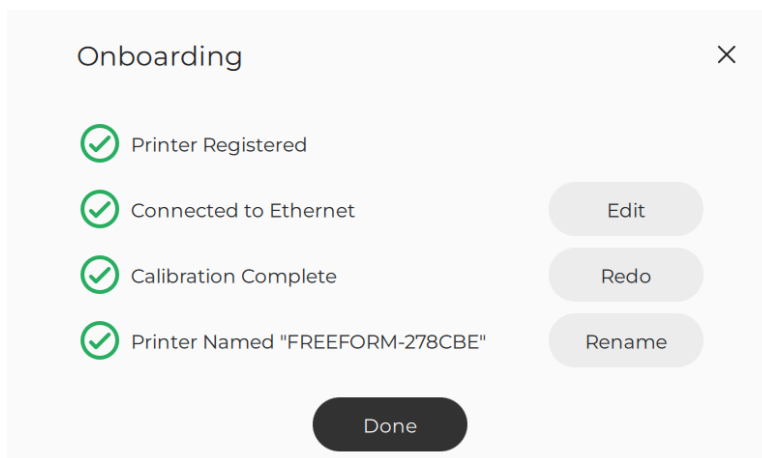 Onboarding
Printer Registered
Connected to Ethernet Edit
Calibration Complete Redo
Printer Named "FREEFORM-278CBE" Rename
Done